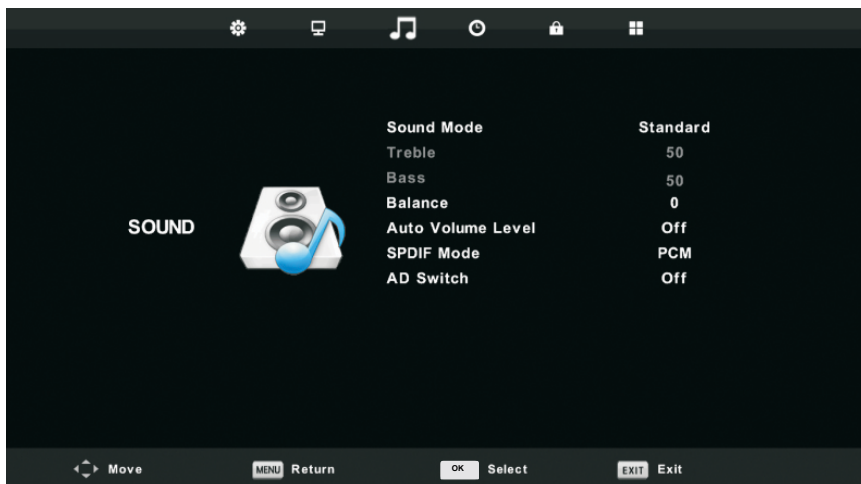 Sound Mode Standard
Treble 50
Bass 50
Balance 0
SOUND
Auto Volume Level Off
SPDIF Mode PCM
AD Switch Off
Move MENU Return OK Select EXIT Exit